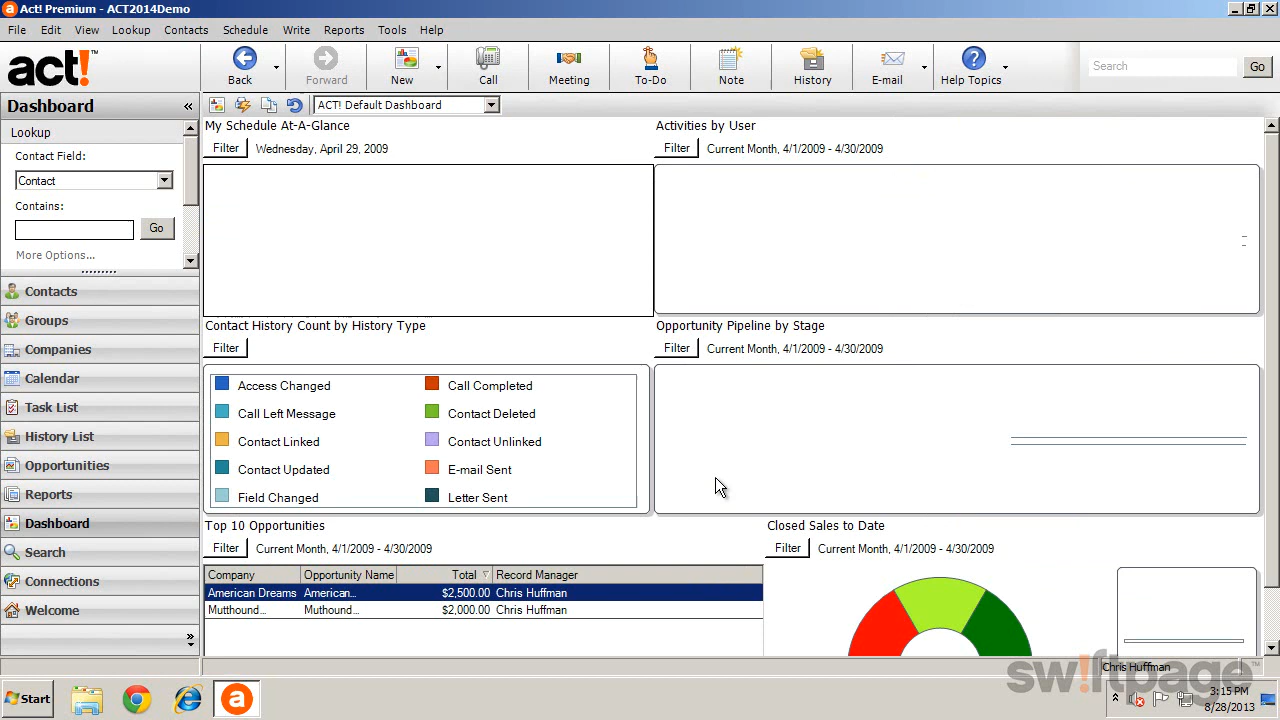 Act! Premium - ACT2014Demo
File Edit View Lookup Contacts Schedule Write Reports Tools Help
act!™
Back Forward New Call Meeting To-Do Note History E-mail Help Topics Search Go
Dashboard «
ACT! Default Dashboard
Lookup
Contact Field:
Contact
Contains:
Go
More Options...
Contacts
Groups
Companies
Calendar
Task List
History List
Opportunities
Reports
Dashboard
Search
Connections
Welcome
»
My Schedule At-A-Glance
Filter Wednesday, April 29, 2009
Activities by User
Filter Current Month, 4/1/2009 - 4/30/2009
Contact History Count by History Type
Filter
Access Changed Call Completed
Call Left Message Contact Deleted
Contact Linked Contact Unlinked
Contact Updated E-mail Sent
Field Changed Letter Sent
Opportunity Pipeline by Stage
Filter Current Month, 4/1/2009 - 4/30/2009
Top 10 Opportunities
Filter Current Month, 4/1/2009 - 4/30/2009
Company Opportunity Name Total Record Manager
American Dreams American... $2,500.00 Chris Huffman
Mutthound... Muthound... $2,000.00 Chris Huffman
Closed Sales to Date
Filter Current Month, 4/1/2009 - 4/30/2009
Chris Huffman
sw!ftpage™
Start
a
3:15 PM
8/28/2013